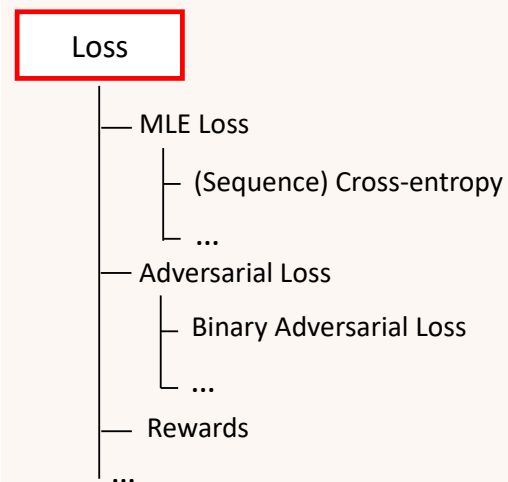 Loss
MLE Loss
(Sequence) Cross-entropy
...
Adversarial Loss
Binary Adversarial Loss
...
Rewards
...